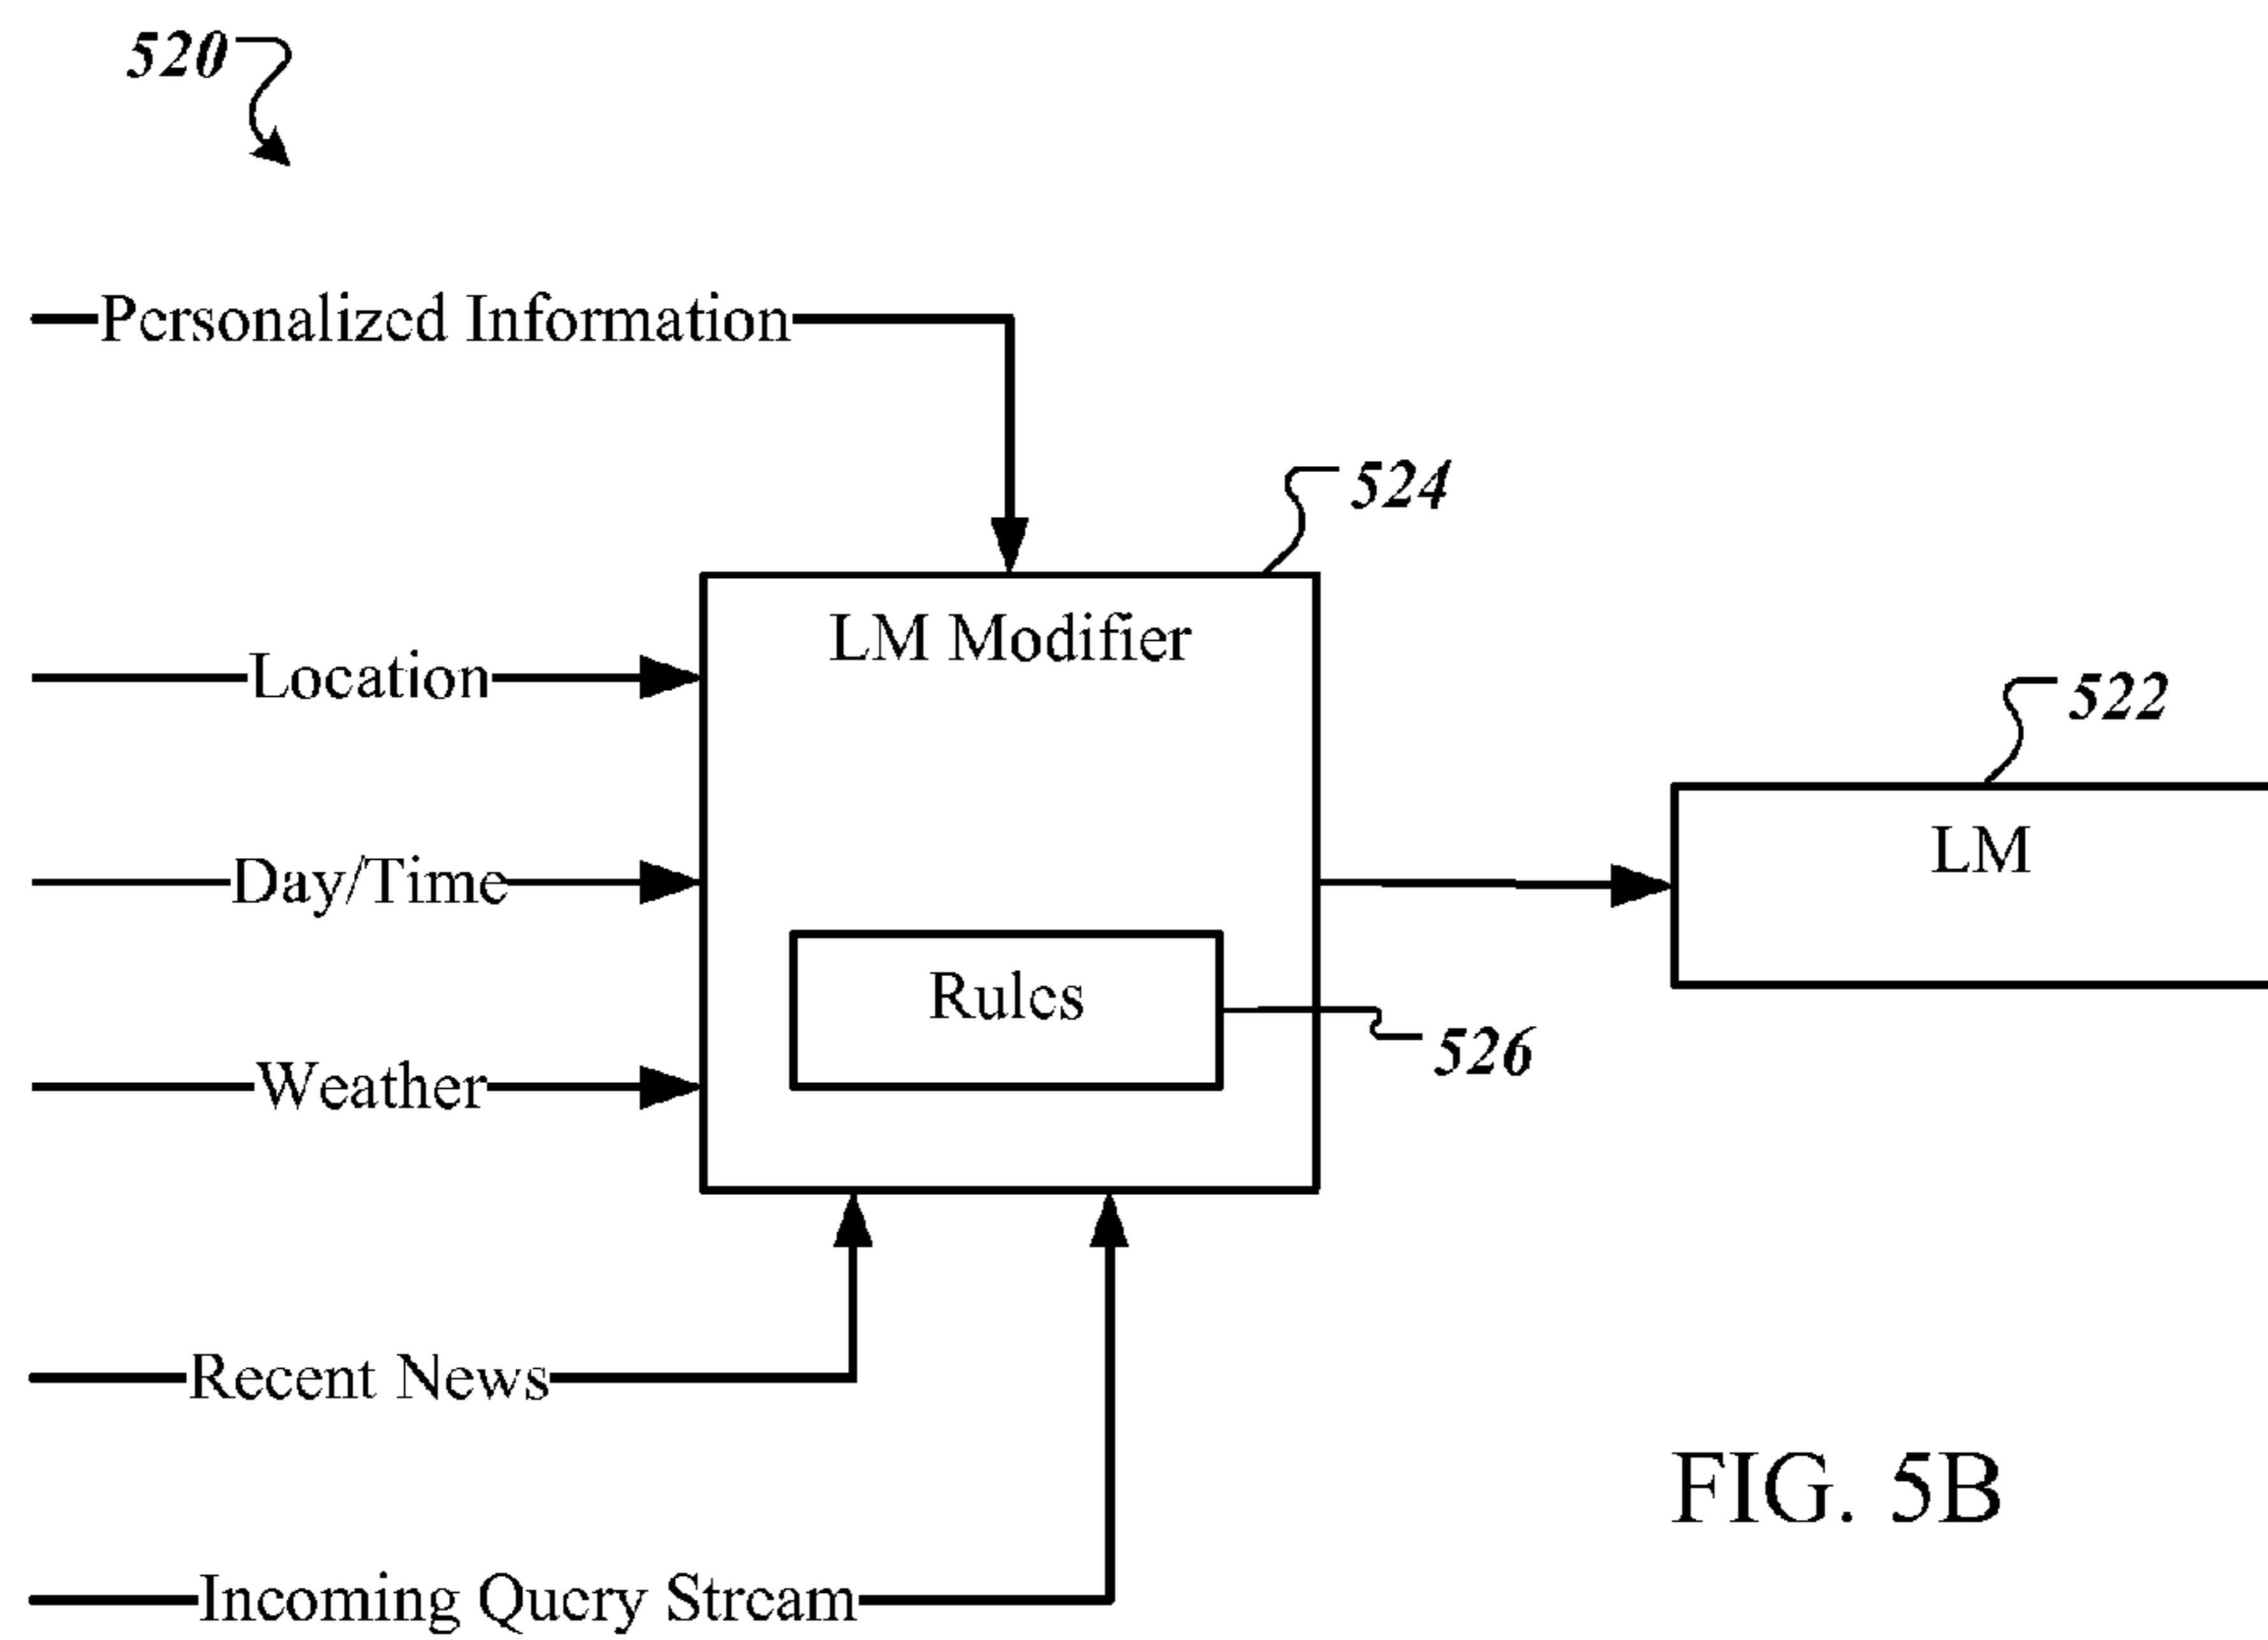 520
Personalized Information
524
LM Modifier
Location
522
LM
Day/Time
Rules
526
Weather
Recent News
FIG. 5B
Incoming Query Stream